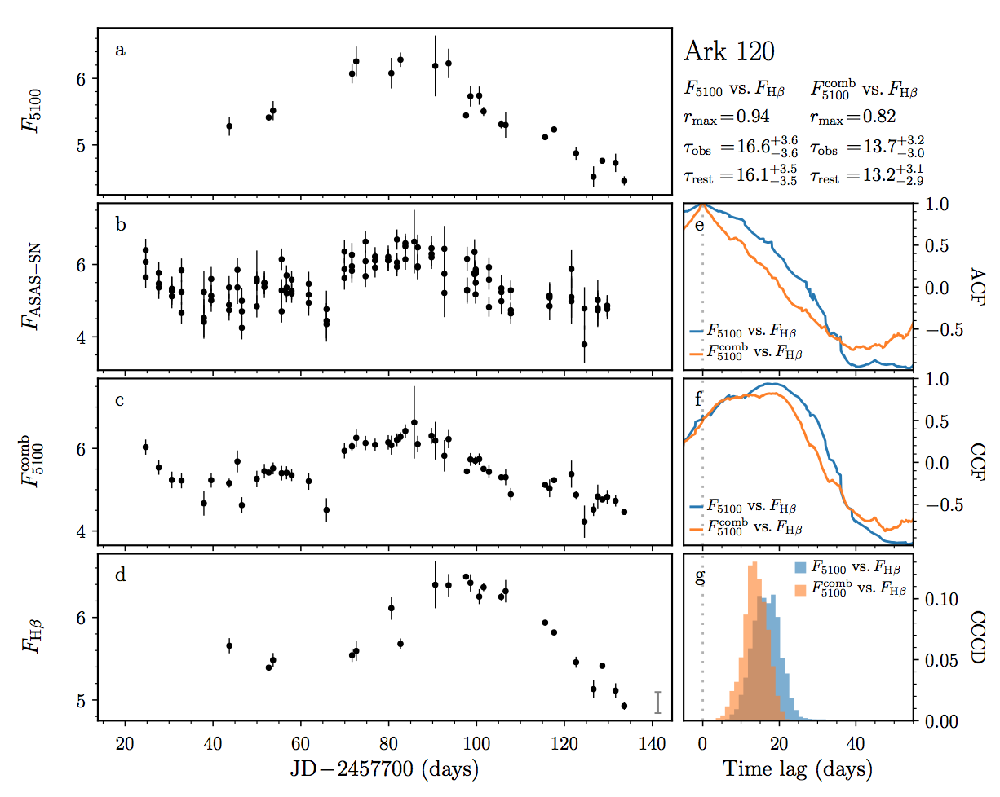 a
F5100
6
5
Ark 120
F5100 vs. FHβ F5100comb vs. FHβ
rmax=0.94 rmax=0.82
τobs =16.6+3.6−3.6 τobs =13.7+3.2−3.0
τrest =16.1+3.5−3.5 τrest =13.2+3.1−2.9
b
FASAS−SN
6
4
e
1.0
0.5
0.0
−0.5
ACF
F5100 vs. FHβ
F5100comb vs. FHβ
c
F5100comb
6
4
f
1.0
0.5
0.0
−0.5
CCF
F5100 vs. FHβ
F5100comb vs. FHβ
d
FHβ
6
5
20 40 60 80 100 120 140
JD−2457700 (days)
g
F5100 vs. FHβ
F5100comb vs. FHβ
0.10
0.05
0.00
CCCD
0 20 40
Time lag (days)